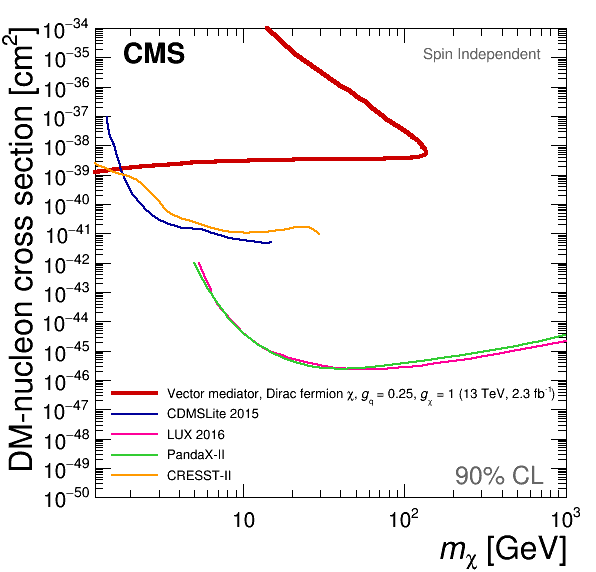 CMS
Spin Independent
DM-nucleon cross section [cm²]
10⁻³⁴
10⁻³⁵
10⁻³⁶
10⁻³⁷
10⁻³⁸
10⁻³⁹
10⁻⁴⁰
10⁻⁴¹
10⁻⁴²
10⁻⁴³
10⁻⁴⁴
10⁻⁴⁵
10⁻⁴⁶
10⁻⁴⁷
10⁻⁴⁸
10⁻⁴⁹
10⁻⁵⁰
Vector mediator, Dirac fermion χ, g_q = 0.25, g_χ = 1 (13 TeV, 2.3 fb⁻¹)
CDMSLite 2015
LUX 2016
PandaX-II
CRESST-II
90% CL
10 10² 10³
m_χ [GeV]